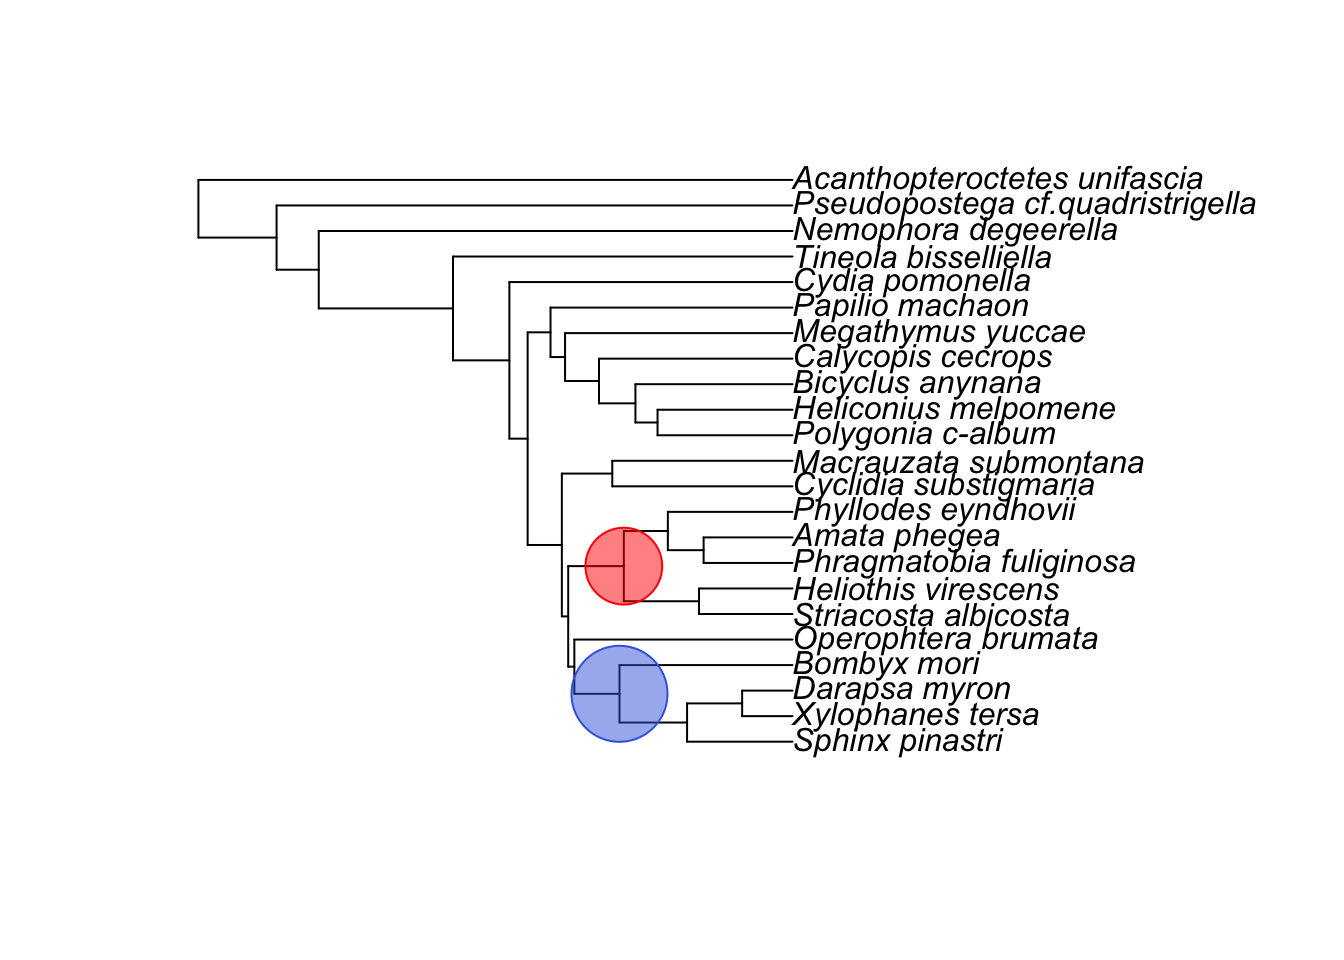 Acanthopteroctetes unifascia
Pseudopostega cf.quadristrigella
Nemophora degeerella
Tineola bisselliella
Cydia pomonella
Papilio machaon
Megathymus yuccae
Calycopis cecrops
Bicyclus anynana
Heliconius melpomene
Polygonia c-album
Macrauzata submontana
Cyclidia substigmaria
Phyllodes eyndhovii
Amata phegea
Phragmatobia fuliginosa
Heliothis virescens
Striacosta albicosta
Operophtera brumata
Bombyx mori
Darapsa myron
Xylophanes tersa
Sphinx pinastri